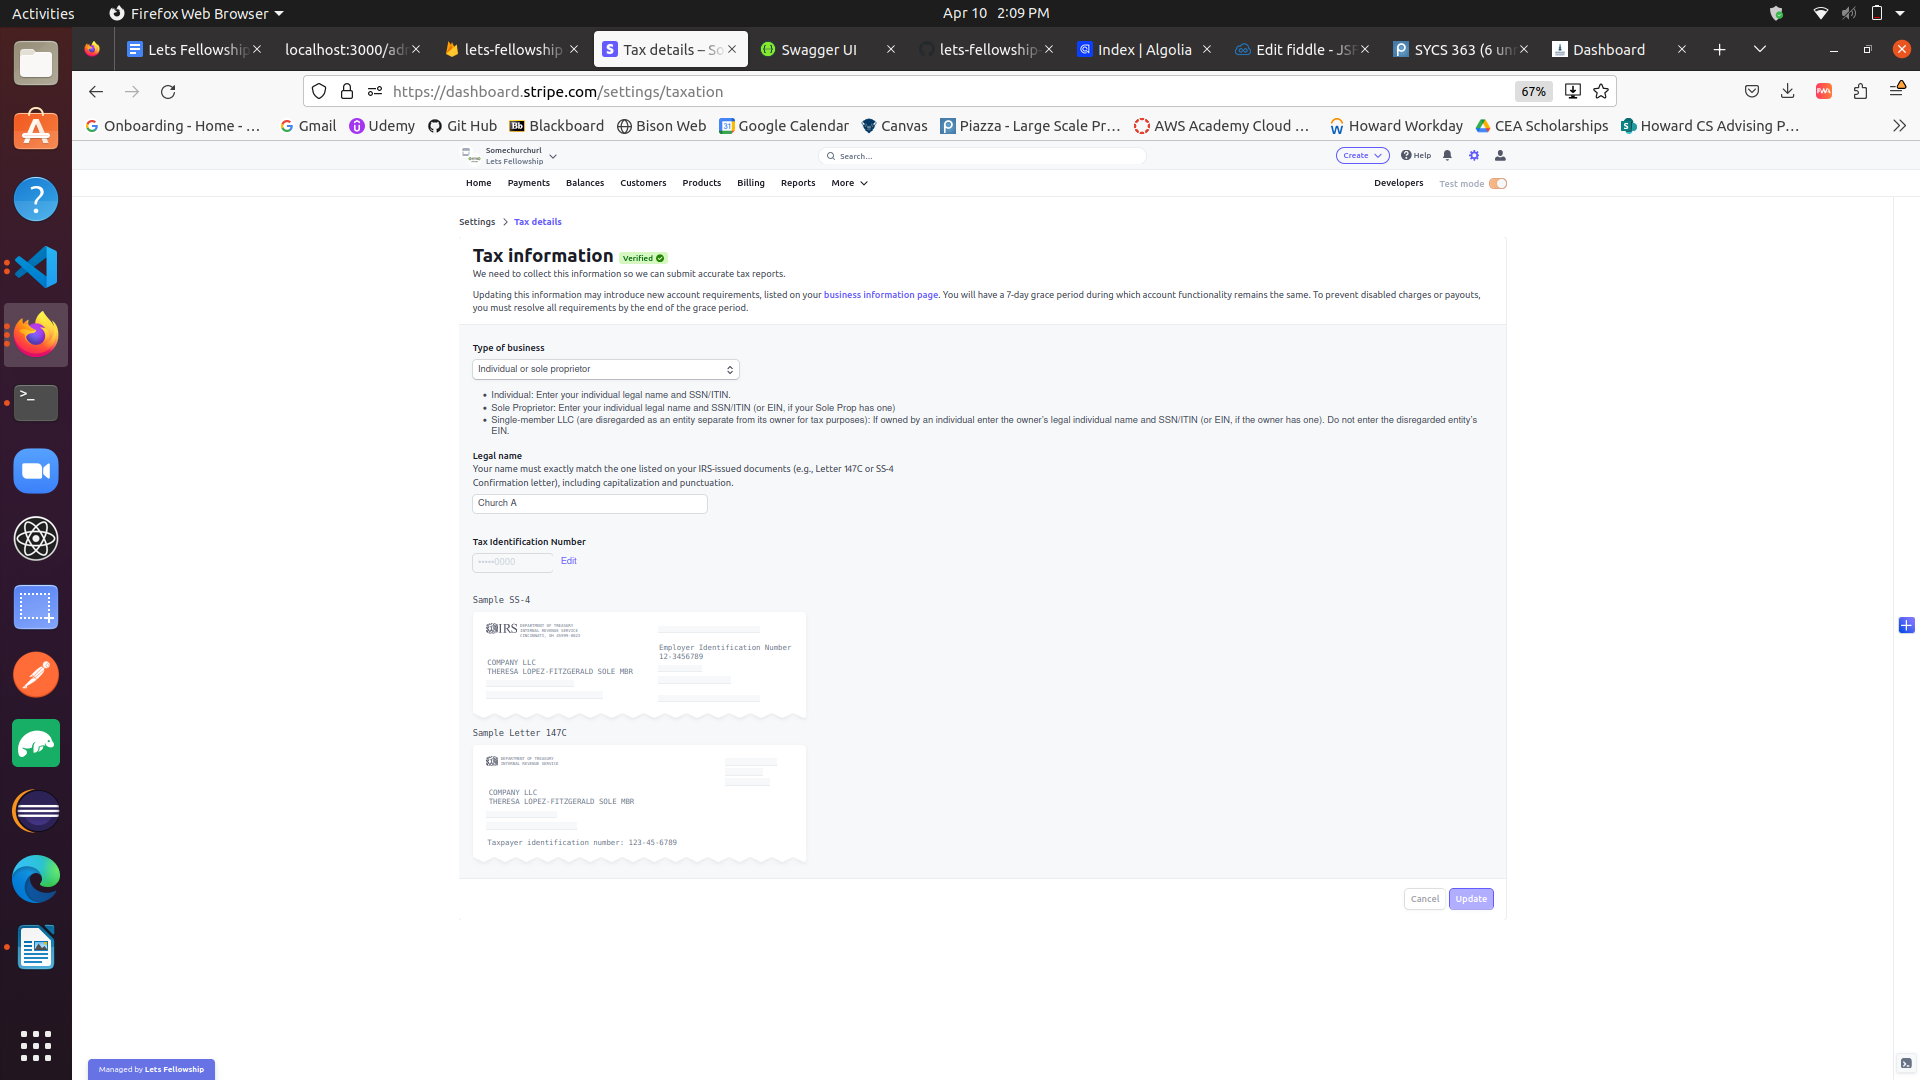 Activities
Firefox Web Browser
Apr 10 2:09 PM
Lets Fellowship
localhost:3000/adr
lets-fellowship
Tax details – So
Swagger UI
lets-fellowship-
Index | Algolia
Edit fiddle - JSF
SYCS 363 (6 unr
Dashboard
https://dashboard.stripe.com/settings/taxation
67%
Onboarding - Home - …
Gmail
Udemy
Git Hub
Blackboard
Bison Web
Google Calendar
Canvas
Piazza - Large Scale Pr…
AWS Academy Cloud …
Howard Workday
CEA Scholarships
Howard CS Advising P…
Somechurchurl
Lets Fellowship
Search...
Create
Help
Home
Payments
Balances
Customers
Products
Billing
Reports
More
Developers
Test mode
Settings
Tax details
Tax information
Verified
We need to collect this information so we can submit accurate tax reports.
Updating this information may introduce new account requirements, listed on your business information page. You will have a 7-day grace period during which account functionality remains the same. To prevent disabled charges or payouts,
you must resolve all requirements by the end of the grace period.
Type of business
Individual or sole proprietor
• Individual: Enter your individual legal name and SSN/ITIN.
• Sole Proprietor: Enter your individual legal name and SSN/ITIN (or EIN, if your Sole Prop has one)
• Single-member LLC (are disregarded as an entity separate from its owner for tax purposes): If owned by an individual enter the owner's legal individual name and SSN/ITIN (or EIN, if the owner has one). Do not enter the disregarded entity's
EIN.
Legal name
Your name must exactly match the one listed on your IRS-issued documents (e.g., Letter 147C or SS-4
Confirmation letter), including capitalization and punctuation.
Church A
Tax Identification Number
•••••0000
Edit
Sample SS-4
IRS
DEPARTMENT OF TREASURY
INTERNAL REVENUE SERVICE
CINCINNATI, OH 45999-0023
Employer Identification Number
12-3456789
COMPANY LLC
THERESA LOPEZ-FITZGERALD SOLE MBR
Sample Letter 147C
DEPARTMENT OF TREASURY
INTERNAL REVENUE SERVICE
COMPANY LLC
THERESA LOPEZ-FITZGERALD SOLE MBR
Taxpayer identification number: 123-45-6789
Cancel
Update
Managed by Lets Fellowship